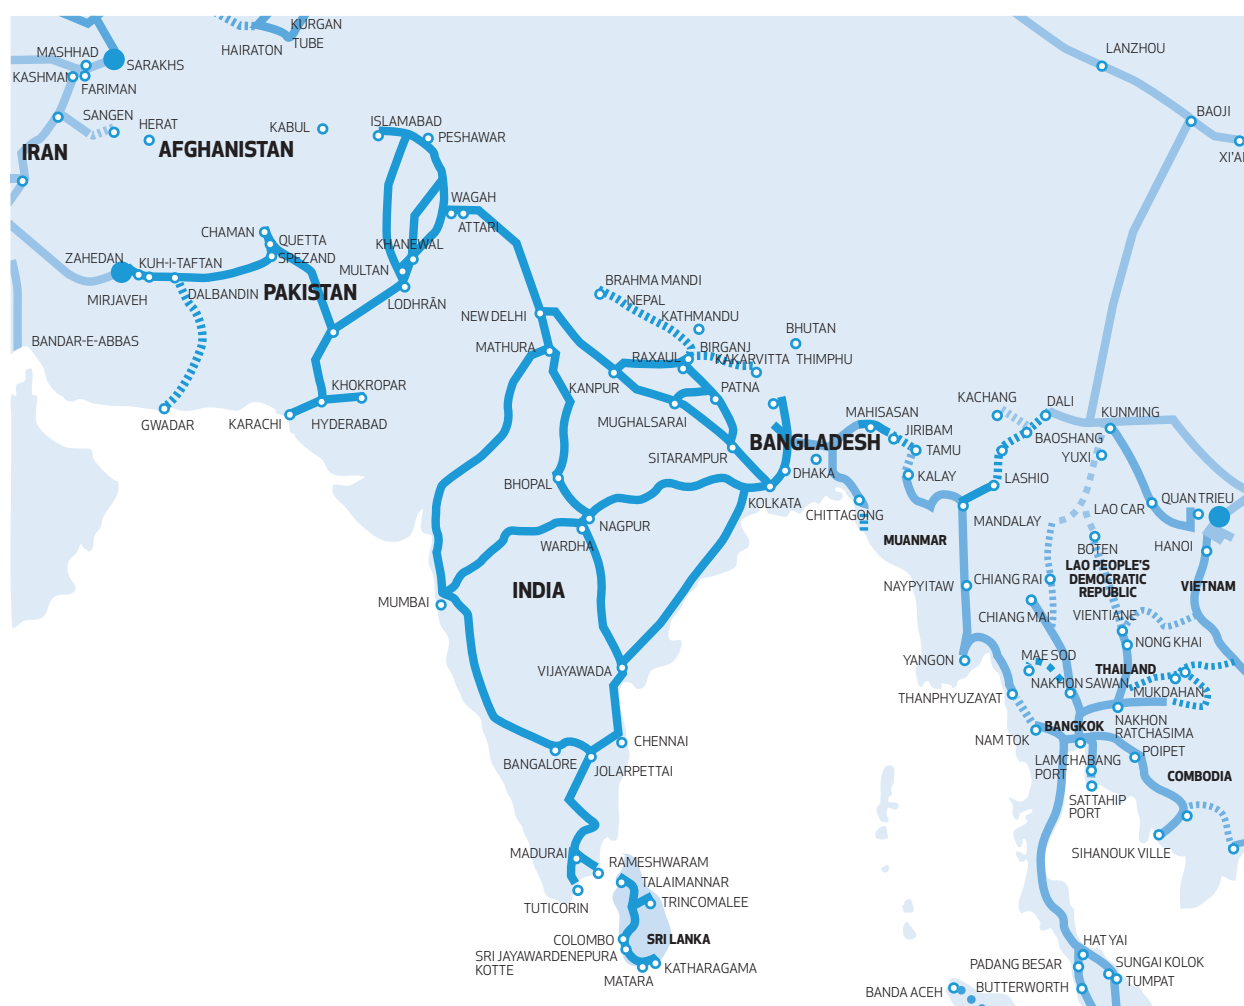 KURGAN
TUBE
HAIRATON
MASHHAD
SARAKHS
KASHMAN
FARIMAN
SANGEN
HERAT
KABUL
IRAN
AFGHANISTAN
ISLAMABAD
PESHAWAR
LANZHOU
BAOJI
XI'A
WAGAH
ATTARI
CHAMAN
QUETTA
SPEZAND
KHANEWAL
MULTAN
LODHRĀN
ZAHEDAN
KUH-I-TAFTAN
MIRJAVEH
DALBANDIN
PAKISTAN
BANDAR-E-ABBAS
NEW DELHI
MATHURA
BRAHMA MANDI
NEPAL
KATHMANDU
BHUTAN
THIMPHU
RAXAUL
BIRGANJ
KAKARVITTA
KANPUR
PATNA
MUGHALSARAI
KHOKROPAR
GWADAR
KARACHI
HYDERABAD
SITARAMPUR
BANGLADESH
DHAKA
KOLKATA
CHITTAGONG
MAHISASAN
JIRIBAM
TAMU
KALAY
KACHANG
DALI
BAOSHANG
YUXI
KUNMING
LASHIO
LAO CAR
QUAN TRIEU
MANDALAY
HANOI
BOTEN
MUANMAR
BHOPAL
NAGPUR
WARDHA
INDIA
MUMBAI
VIJAYAWADA
NAYPYITAW
CHIANG RAI
LAO PEOPLE'S
DEMOCRATIC
REPUBLIC
VIETNAM
CHIANG MAI
VIENTIANE
NONG KHAI
YANGON
MAE SOD
THAILAND
NAKHON SAWAN
MUKDAHAN
THANPHYUZAYAT
NAM TOK
BANGKOK
NAKHON
RATCHASIMA
POIPET
LAMCHABANG
PORT
COMBODIA
SATTAHIP
PORT
SIHANOUK VILLE
CHENNAI
BANGALORE
JOLARPETTAI
MADURAI
RAMESHWARAM
TALAIMANNAR
TRINCOMALEE
TUTICORIN
COLOMBO
SRI LANKA
SRI JAYAWARDENEPURA
KOTTE
KATHARAGAMA
MATARA
HAT YAI
PADANG BESAR
SUNGAI KOLOK
TUMPAT
BUTTERWORTH
BANDA ACEH